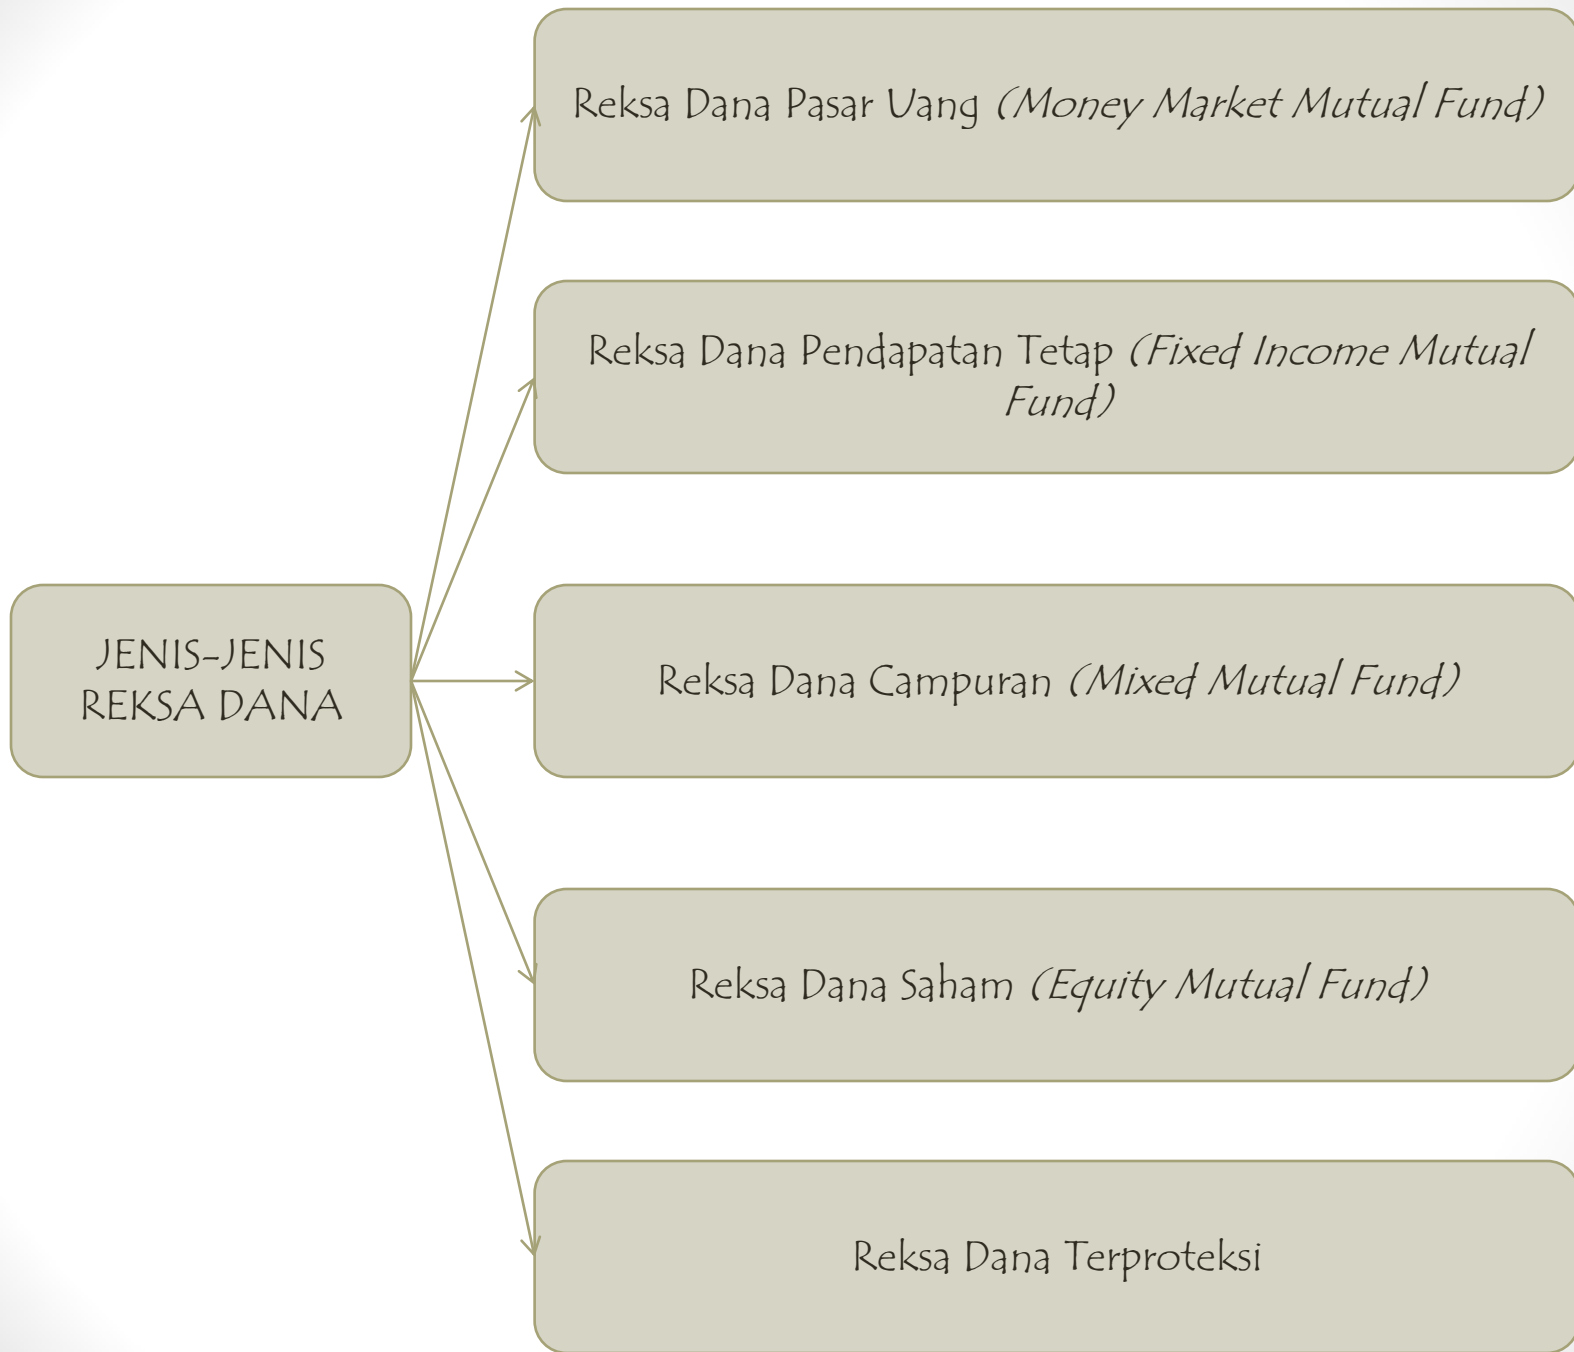 Reksa Dana Pasar Uang (Money Market Mutual Fund)
Reksa Dana Pendapatan Tetap (Fixed Income Mutual
Fund)
JENIS-JENIS
REKSA DANA
Reksa Dana Campuran (Mixed Mutual Fund)
Reksa Dana Saham (Equity Mutual Fund)
Reksa Dana Terproteksi